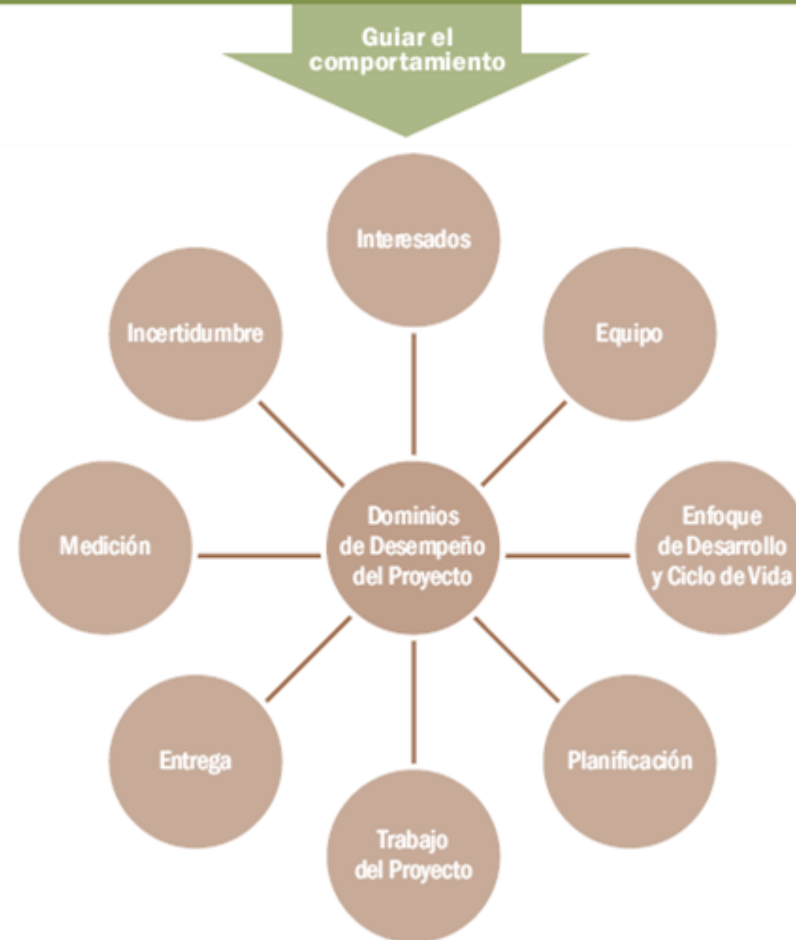 Guiar el
comportamiento
Interesados
Incertidumbre
Equipo
Medición
Dominios
de Desempeño
del Proyecto
Enfoque
de Desarrollo
y Ciclo de Vida
Entrega
Planificación
Trabajo
del Proyecto